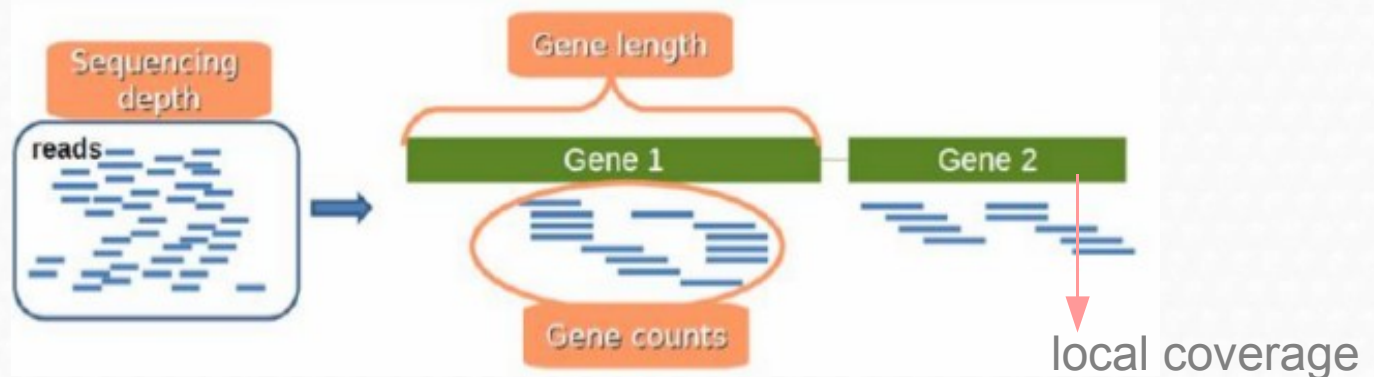 Sequencing
depth
reads
Gene length
Gene 1
Gene 2
Gene counts
local coverage